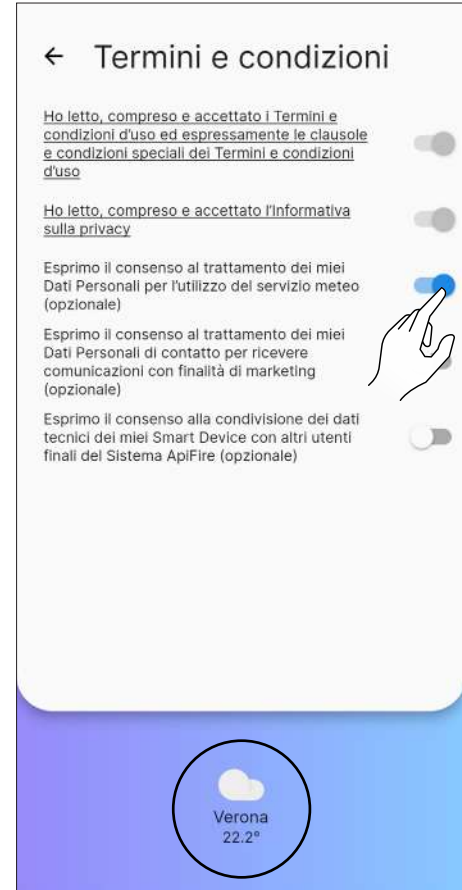 Termini e condizioni
Ho letto, compreso e accettato i Termini e
condizioni d'uso ed espressamente le clausole
e condizioni speciali dei Termini e condizioni
d'uso
Ho letto, compreso e accettato l'Informativa
sulla privacy
Esprimo il consenso al trattamento dei miei
Dati Personali per l'utilizzo del servizio meteo
(opzionale)
Esprimo il consenso al trattamento dei miei
Dati Personali di contatto per ricevere
comunicazioni con finalità di marketing
(opzionale)
Esprimo il consenso alla condivisione dei dati
tecnici dei miei Smart Device con altri utenti
finali del Sistema ApiFire (opzionale)
Verona
22.2°